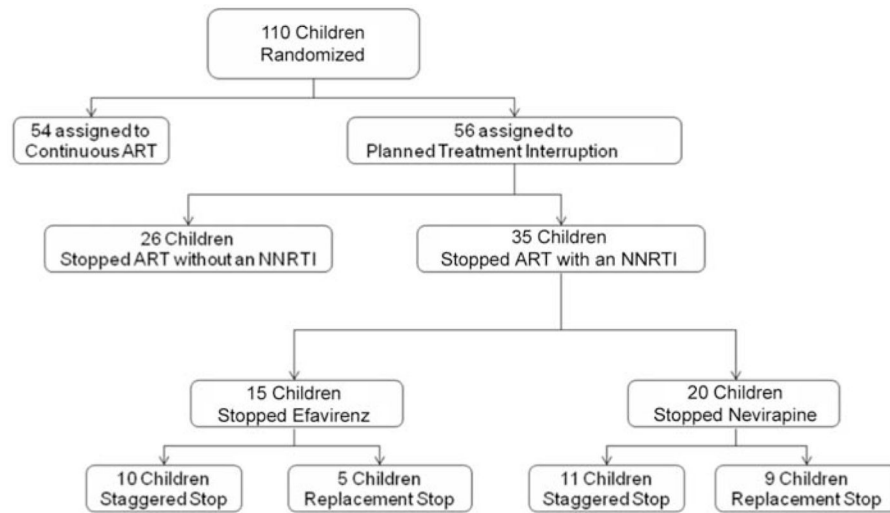 110 Children
Randomized
54 assigned to
Continuous ART
56 assigned to
Planned Treatment Interruption
26 Children
Stopped ART without an NNRTI
35 Children
Stopped ART with an NNRTI
15 Children
Stopped Efavirenz
20 Children
Stopped Nevirapine
10 Children
Staggered Stop
5 Children
Replacement Stop
11 Children
Staggered Stop
9 Children
Replacement Stop